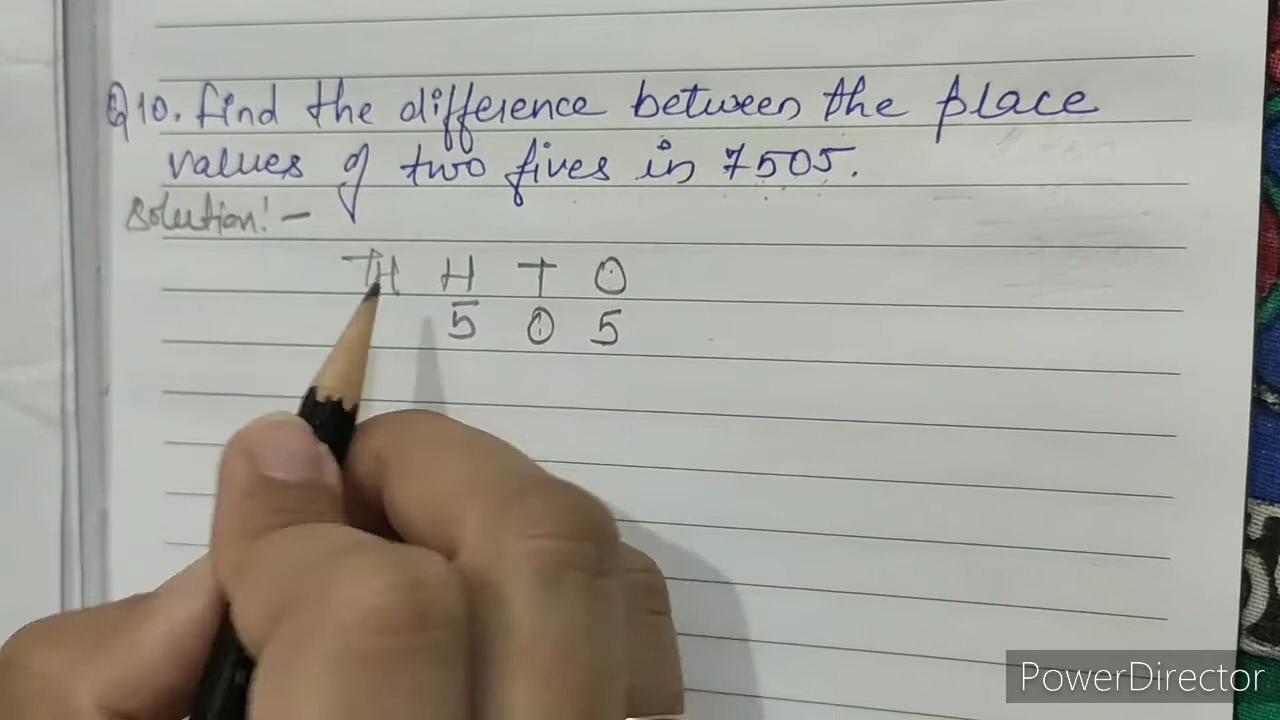 Q10. find the difference between the place
values of two fives in 7505.
Solution:-
TH H T O
5 0 5
PowerDirector